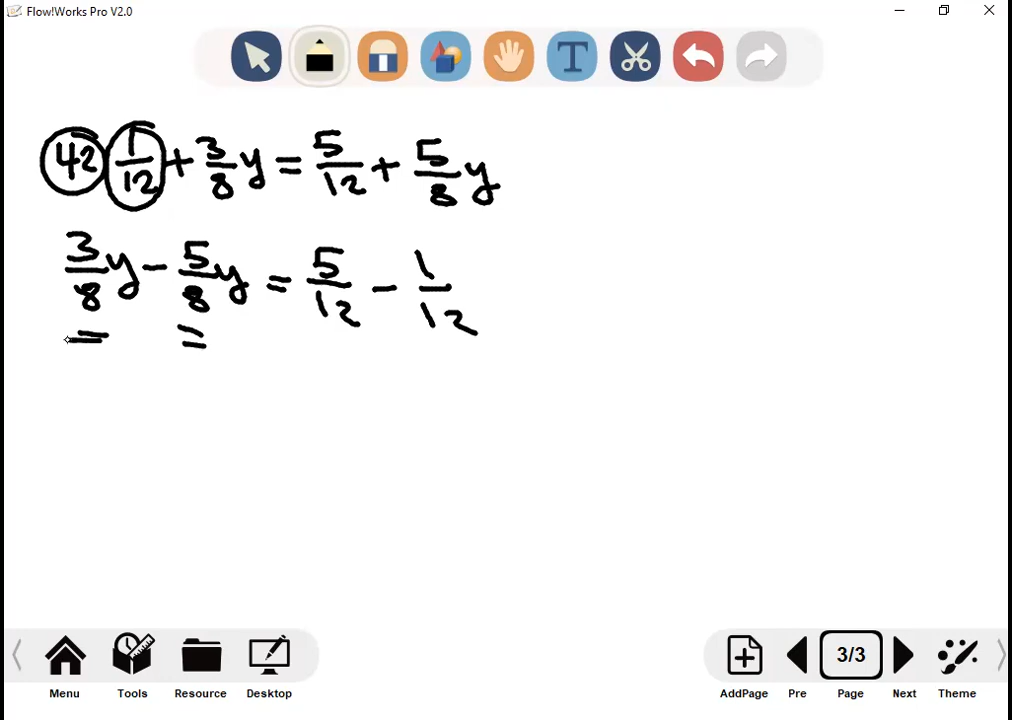 Flow!Works Pro V2.0
42 1/12 + 3/8 y = 5/12 + 5/8 y
3/8 y - 5/8 y = 5/12 - 1/12
= =
T
3/3
Menu Tools Resource Desktop AddPage Pre Page Next Theme